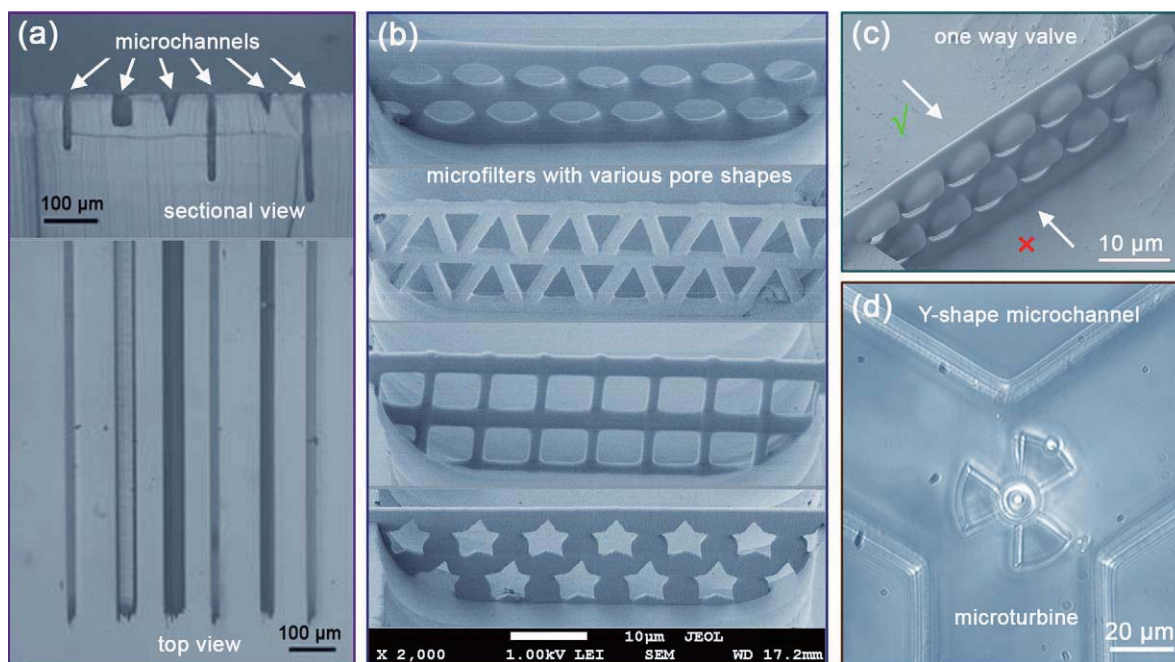 (a)
microchannels
100 μm
sectional view
top view
100 μm
(b)
microfilters with various pore shapes
10μm JEOL
X 2,000 1.00kV LEI SEM WD 17.2mm
(c)
one way valve
√
×
10 μm
(d)
Y-shape microchannel
microturbine
20 μm